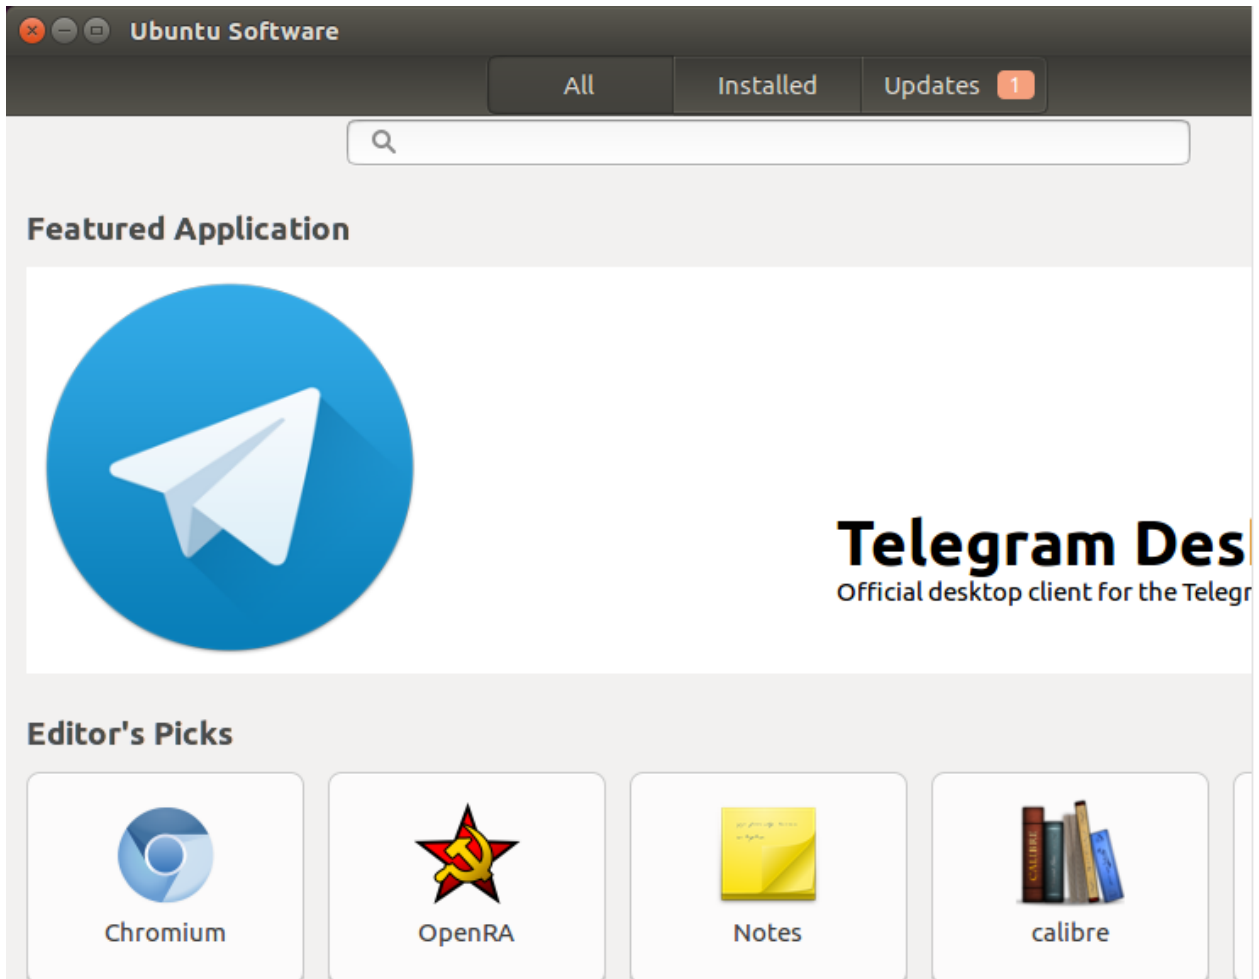 Ubuntu Software
All Installed Updates 1
Featured Application
Telegram Des
Official desktop client for the Telegr
Editor's Picks
CALIBRE
Chromium OpenRA Notes calibre